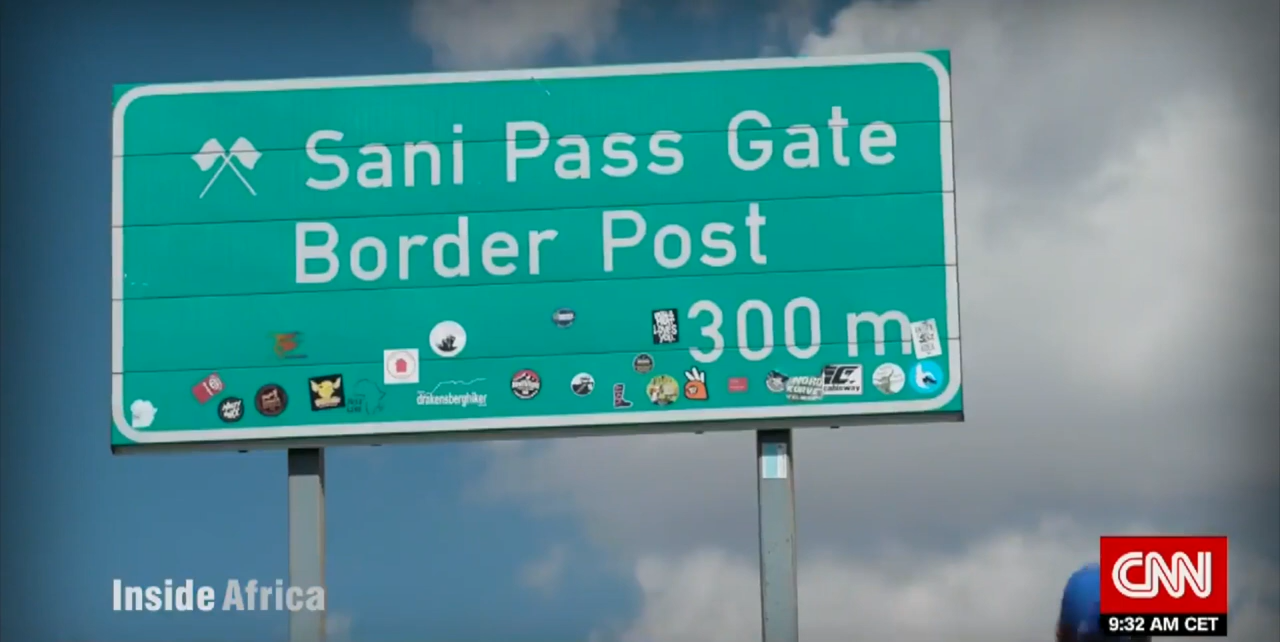 Sani Pass Gate
Border Post
300 m
drakensberghiker
Inside Africa
CNN
9:32 AM CET